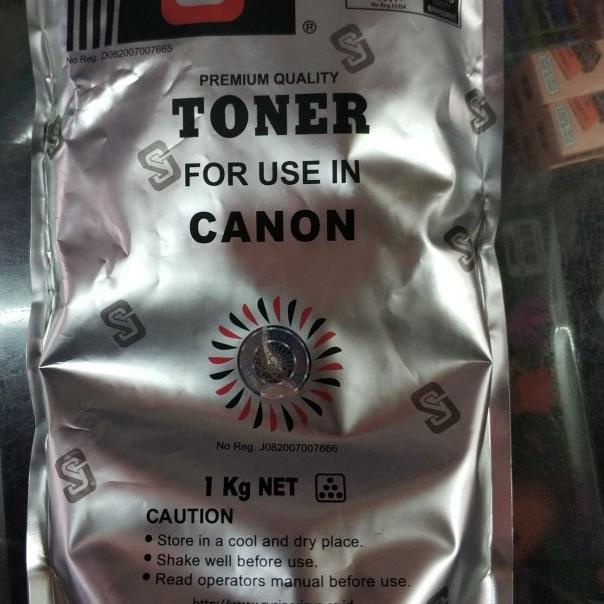 No Reg. D082007007665
®
PREMIUM QUALITY
TONER
FOR USE IN
CANON
No Reg. J082007007666
1 Kg NET
CAUTION
• Store in a cool and dry place.
• Shake well before use.
• Read operators manual before use.